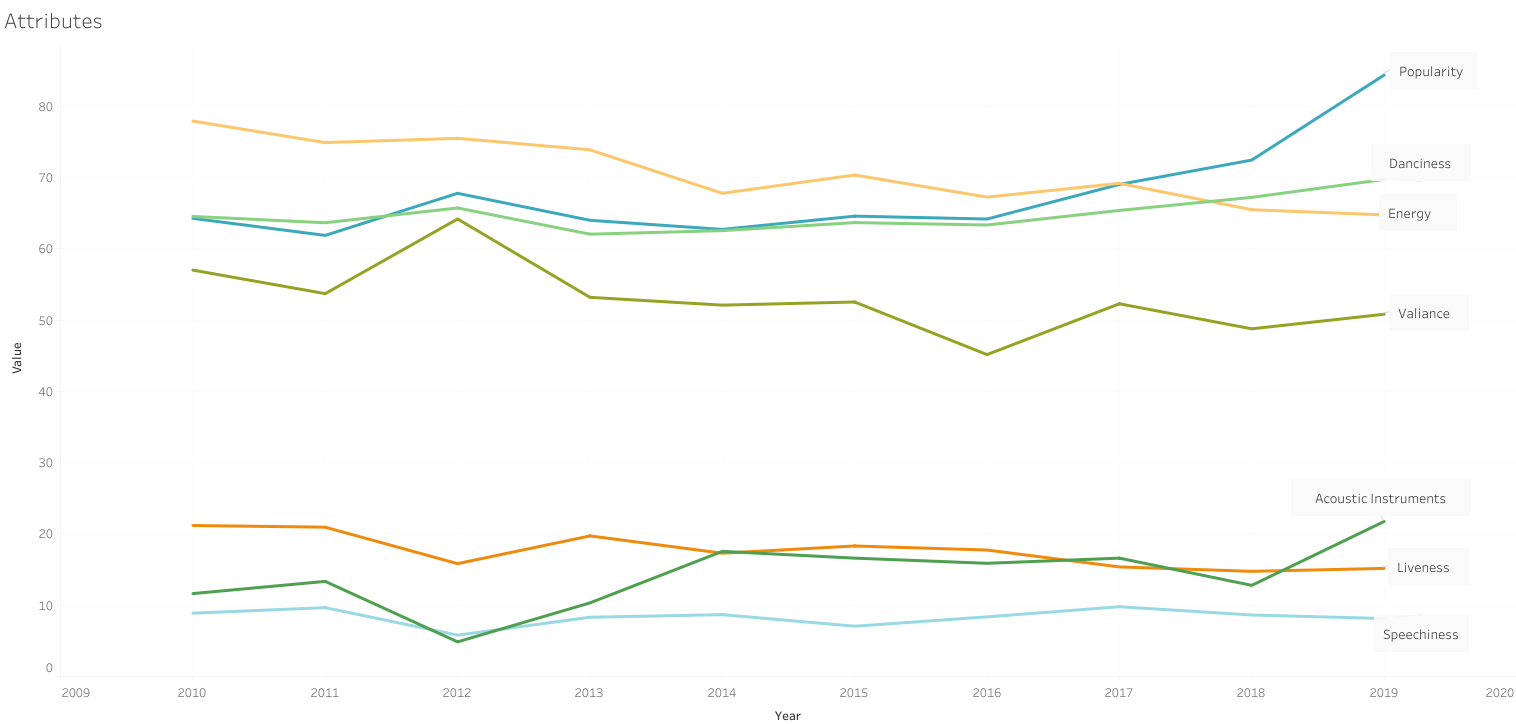 Attributes
Popularity
80
Danciness
70
Energy
60
Valiance
50
Value
40
30
Acoustic Instruments
20
Liveness
10
Speechiness
0
2009 2010 2011 2012 2013 2014 2015 2016 2017 2018 2019 2020
Year